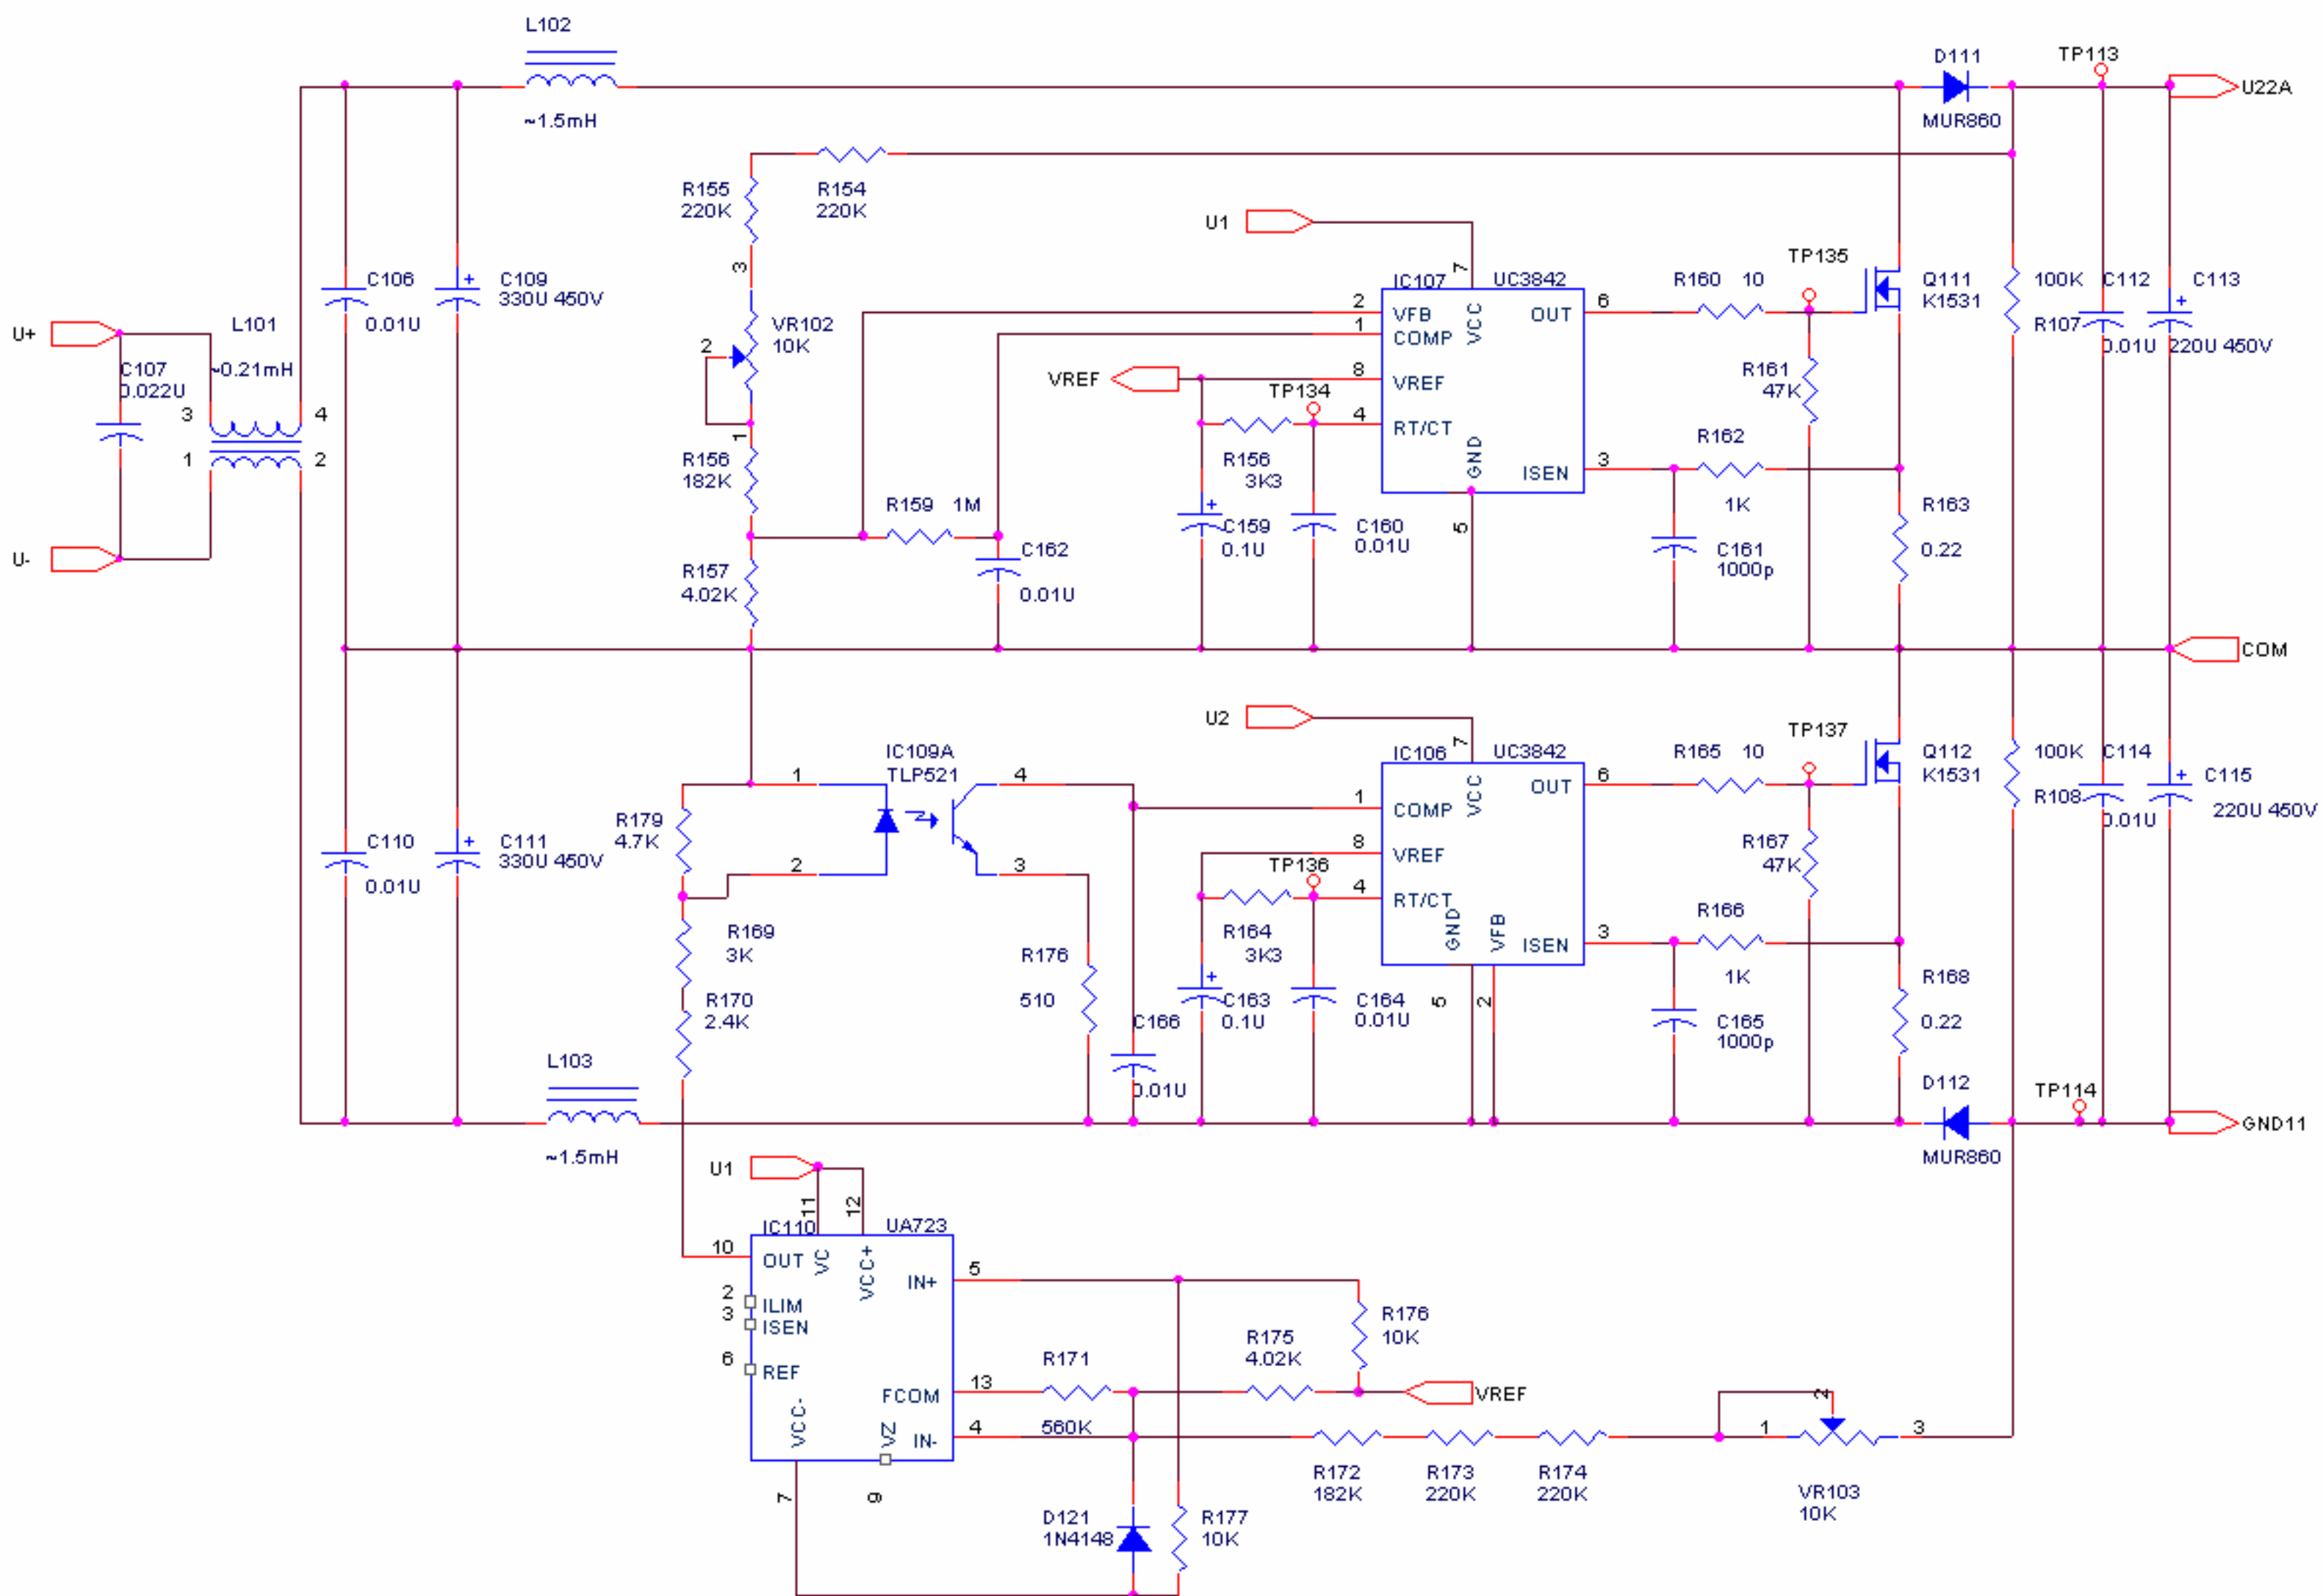 L102
~1.5mH
D111
MUR860
TP113
U22A
R155
220K
R154
220K
U1
3
VR102
10K
2
1
R156
182K
R159 1M
C162
0.01U
R157
4.02K
C106
0.01U
C109
330U 450V
L101
~0.21mH
U+
C107
0.022U
3
4
1
2
U-
IC107
UC3842
7
2
VFB
1
COMP
VCC
OUT
6
VREF
8
VREF
TP134
4
RT/CT
GND
ISEN
3
5
R156
3K3
C159
0.1U
C160
0.01U
R160 10
TP135
Q111
K1531
R161
47K
R162
1K
C161
1000p
R163
0.22
100K
R107
C112
0.01U
C113
220U 450V
COM
U2
IC109A
TLP521
1
4
2
3
R179
4.7K
R169
3K
R170
2.4K
R176
510
C166
0.01U
C110
0.01U
C111
330U 450V
L103
~1.5mH
IC106
UC3842
7
1
COMP
VCC
OUT
6
8
VREF
TP136
4
RT/CT
GND
VFB
ISEN
3
5
2
R164
3K3
C163
0.1U
C164
0.01U
R165 10
TP137
Q112
K1531
R167
47K
R166
1K
C165
1000p
R168
0.22
100K
R108
C114
0.01U
C115
220U 450V
D112
MUR860
TP114
GND11
U1
11
12
IC110
UA723
10
OUT
VC
VCC+
IN+
5
2
ILIM
3
ISEN
6
REF
FCOM
13
VCC-
VZ
IN-
4
7
9
R171
560K
R175
4.02K
R176
10K
VREF
R172
182K
R173
220K
R174
220K
1
2
3
VR103
10K
D121
1N4148
R177
10K